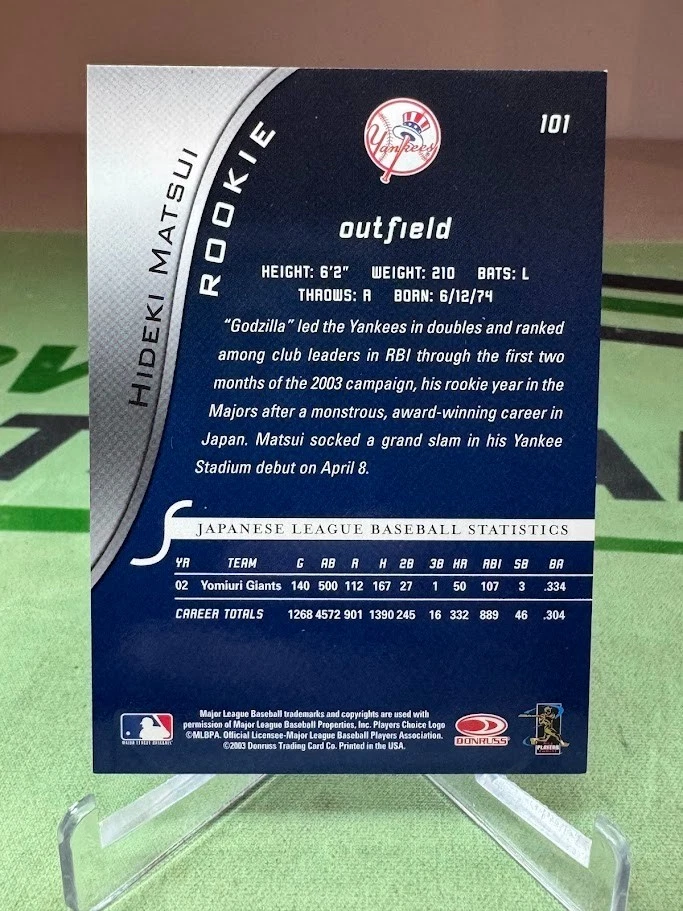 HIDEKI MATSUI
ROOKIE
Yankees
101
outfield
HEIGHT: 6'2" WEIGHT: 210 BATS: L
THROWS: R BORN: 6/12/74
"Godzilla" led the Yankees in doubles and ranked
among club leaders in RBI through the first two
months of the 2003 campaign, his rookie year in the
Majors after a monstrous, award-winning career in
Japan. Matsui socked a grand slam in his Yankee
Stadium debut on April 8.
JAPANESE LEAGUE BASEBALL STATISTICS
YR TEAM G AB R H 2B 3B HR RBI SB BA
02 Yomiuri Giants 140 500 112 167 27 1 50 107 3 .334
CAREER TOTALS 1268 4572 901 1390 245 16 332 889 46 .304
Major League Baseball trademarks and copyrights are used with
permission of Major League Baseball Properties, Inc. Players Choice Logo
©MLBPA. Official Licensee-Major League Baseball Players Association.
©2003 Donruss Trading Card Co. Printed in the USA.
MAJOR LEAGUE BASEBALL
DONRUSS
PLAYERS